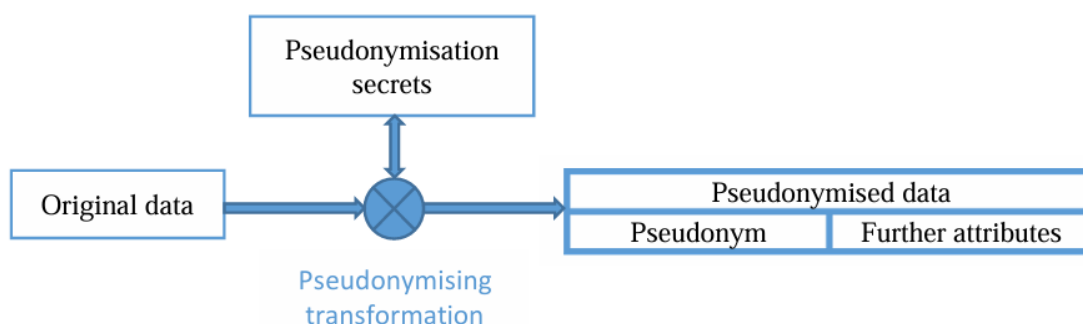 Pseudonymisation
secrets
Original data
Pseudonymised data
Pseudonym
Further attributes
Pseudonymising
transformation